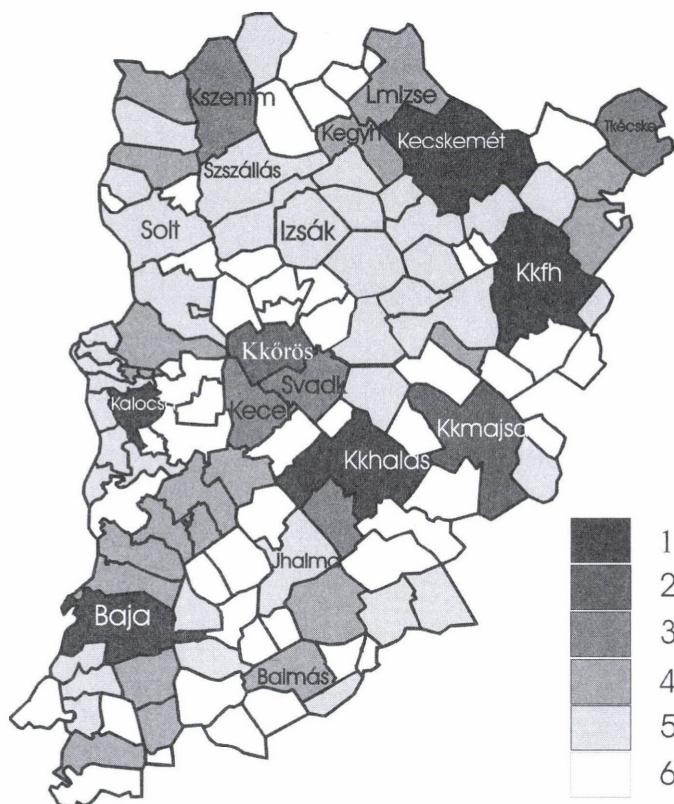 Kszentm
Lmizse
Kegyh
Kecskemét
Tkécske
Szszállás
Solt
Izsák
Kkfh
Kkőrös
Svadk
Kalocs
Kecel
Kkmajsa
Kkhalas
Jhalma
Baja
Balmás
1
2
3
4
5
6